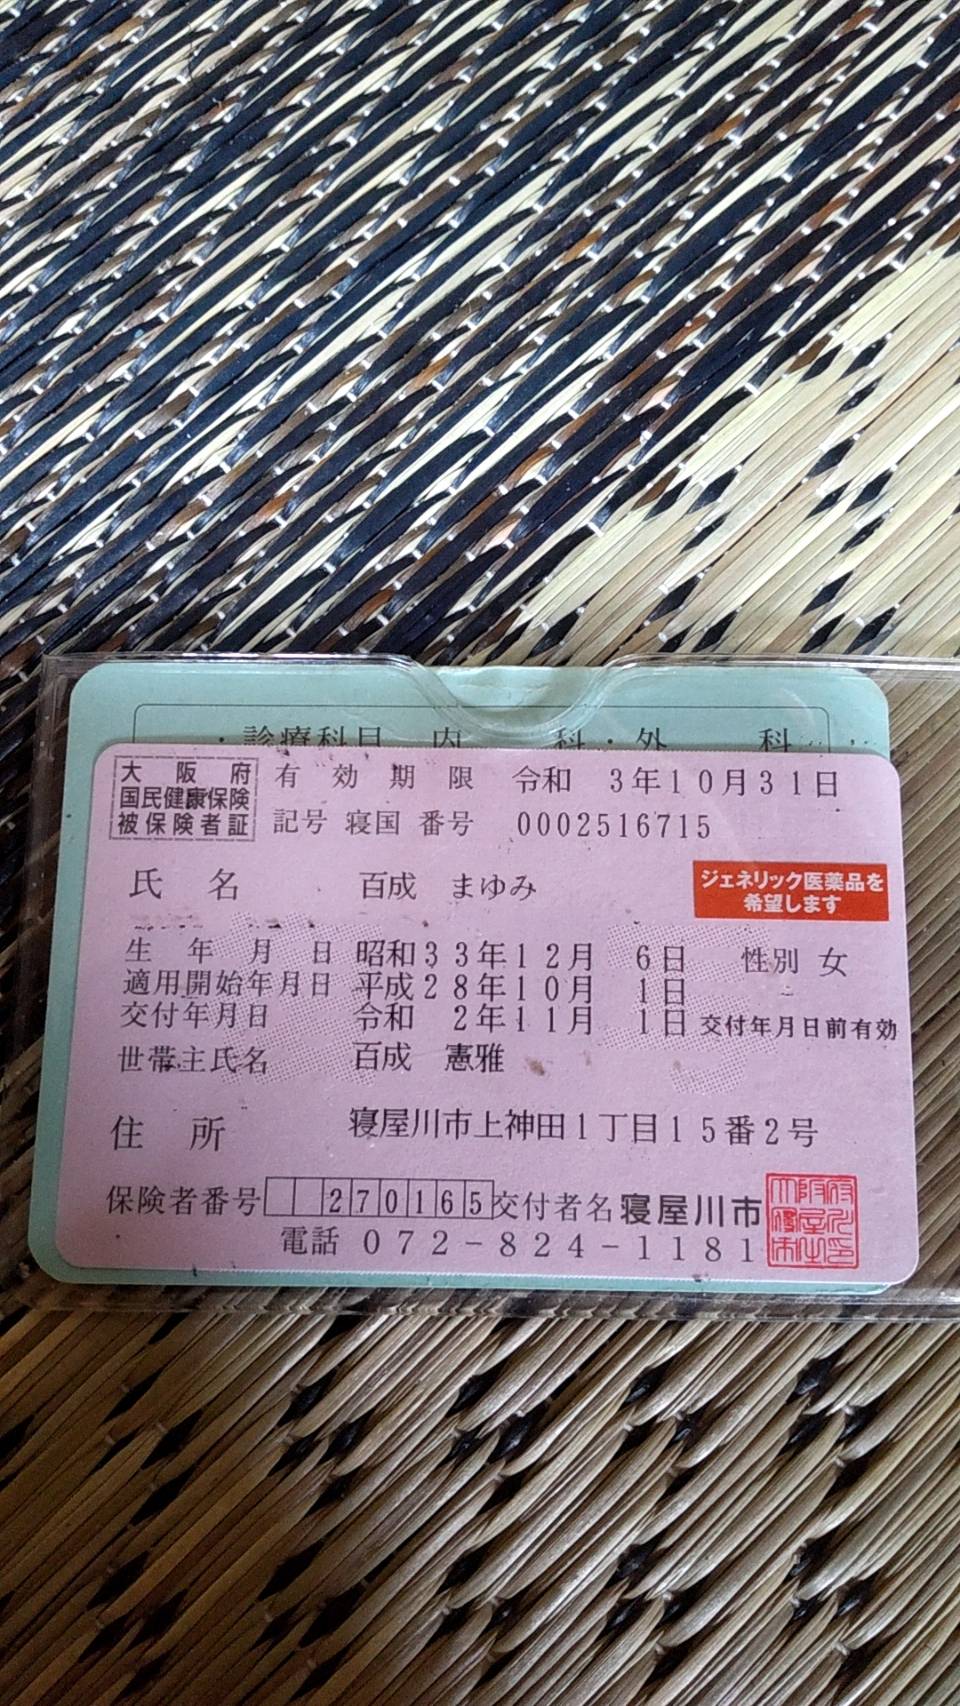 ・診療科目 内 科・外 科
大阪府
国民健康保険
被保険者証
有効期限 令和 3年10月31日
記号 寝国 番号 0002516715
氏名 百成 まゆみ
ジェネリック医薬品を
希望します
生年月日 昭和33年12月 6日 性別 女
適用開始年月日 平成28年10月 1日
交付年月日 令和 2年11月 1日 交付年月日前有効
世帯主氏名 百成 憲雅
住所 寝屋川市上神田1丁目15番2号
保険者番号 270165 交付者名 寝屋川市
電話 072-824-1181